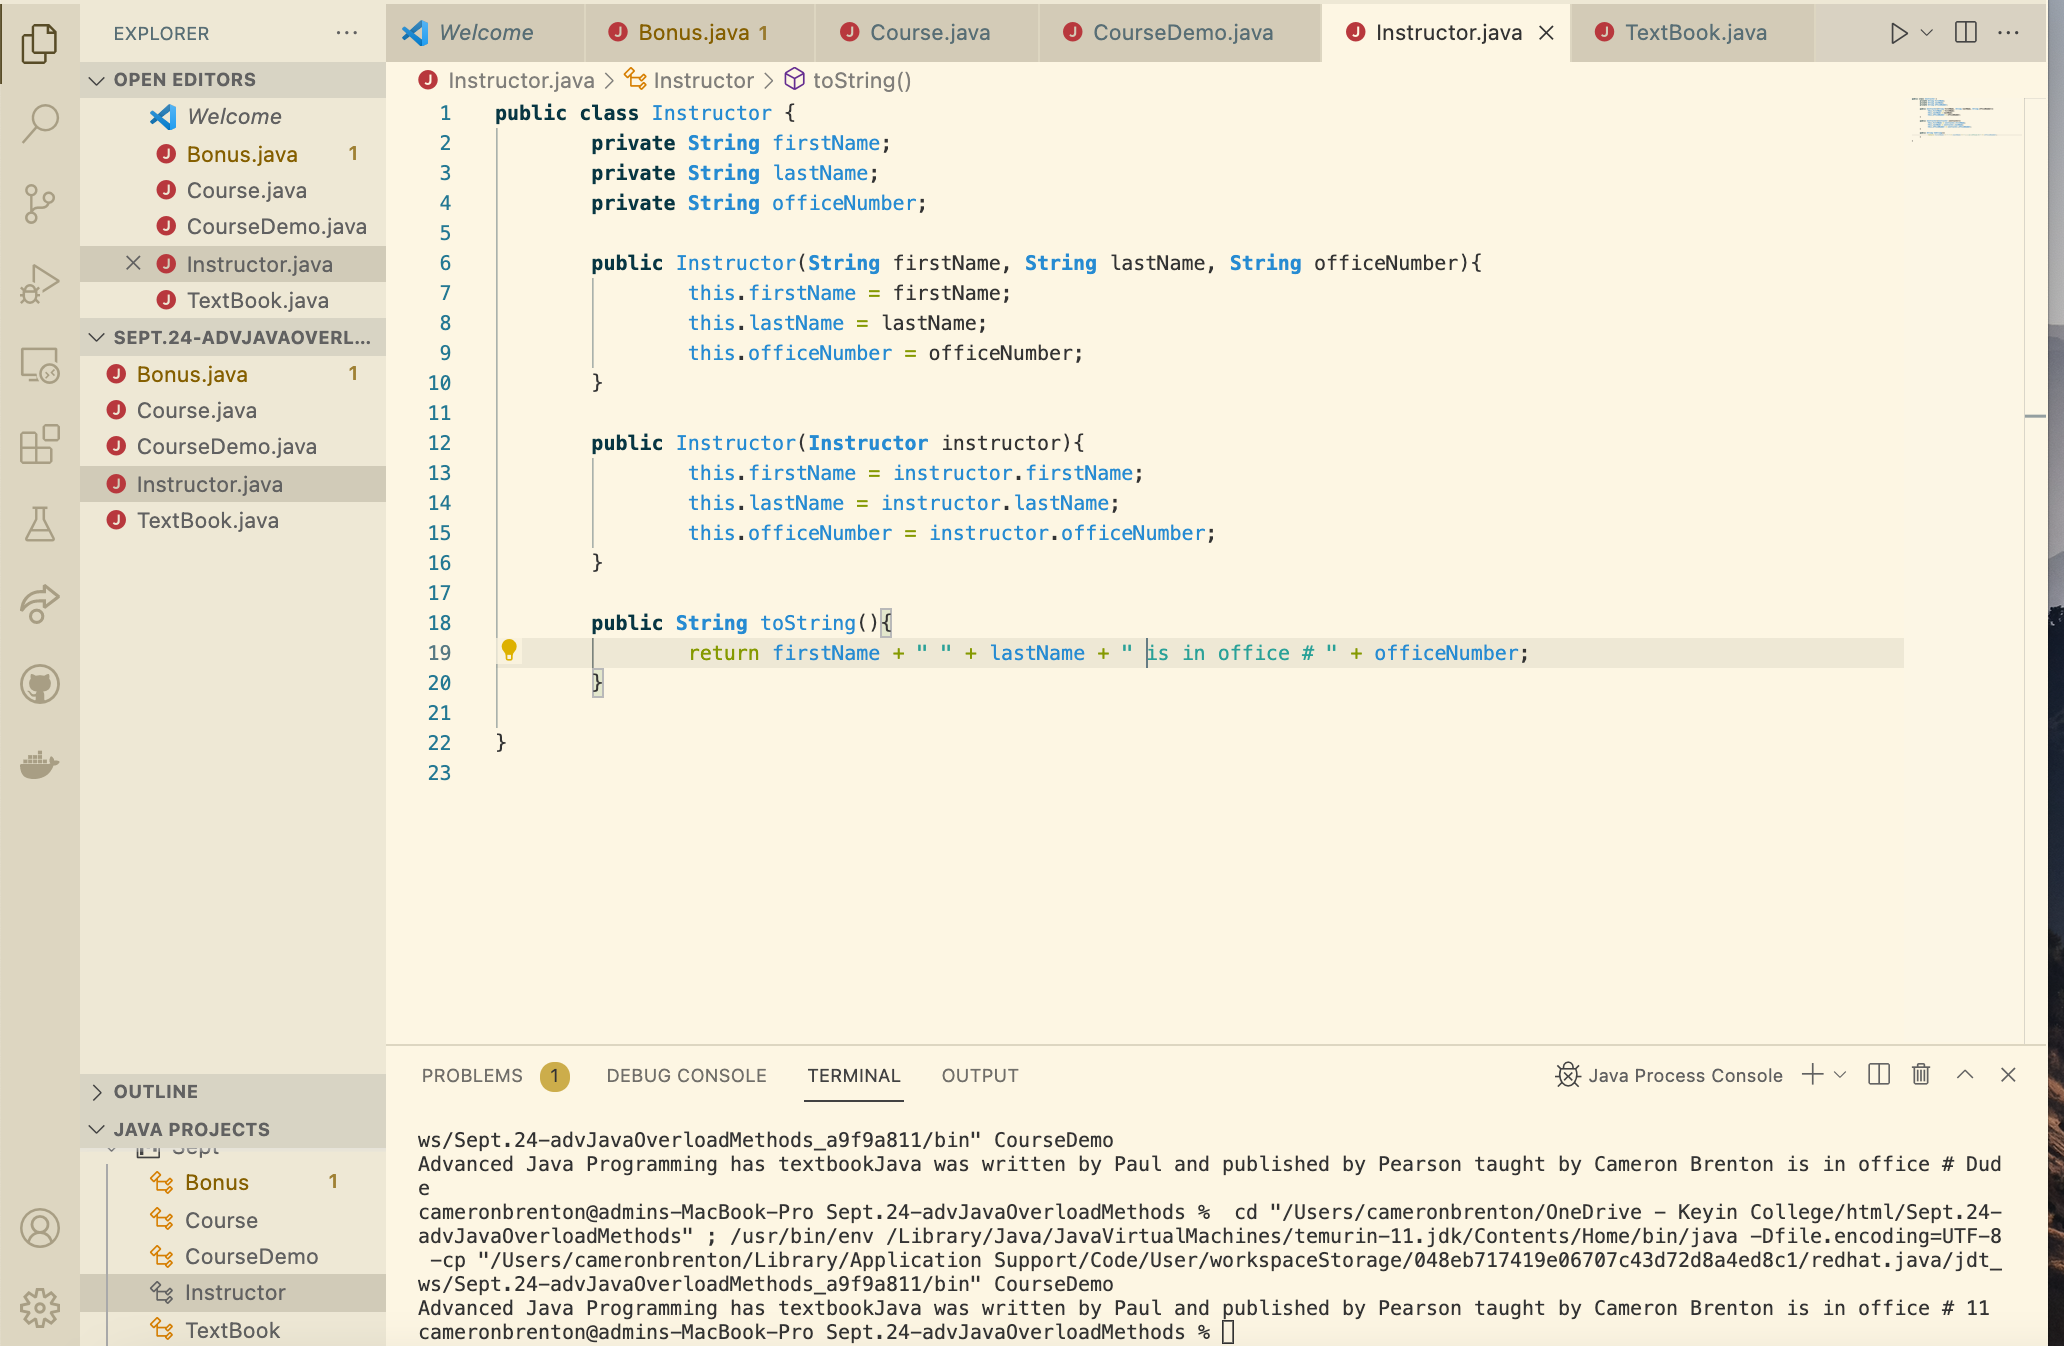 EXPLORER
OPEN EDITORS
Welcome
Bonus.java 1
Course.java
CourseDemo.java
Instructor.java
TextBook.java
SEPT.24-ADVJAVAOVERL...
Bonus.java 1
Course.java
CourseDemo.java
Instructor.java
TextBook.java
OUTLINE
JAVA PROJECTS
Sept
Bonus 1
Course
CourseDemo
Instructor
TextBook
Welcome Bonus.java 1 Course.java CourseDemo.java Instructor.java TextBook.java
Instructor.java > Instructor > toString()
1 public class Instructor {
2 private String firstName;
3 private String lastName;
4 private String officeNumber;
5
6 public Instructor(String firstName, String lastName, String officeNumber){
7 this.firstName = firstName;
8 this.lastName = lastName;
9 this.officeNumber = officeNumber;
10 }
11
12 public Instructor(Instructor instructor){
13 this.firstName = instructor.firstName;
14 this.lastName = instructor.lastName;
15 this.officeNumber = instructor.officeNumber;
16 }
17
18 public String toString(){
19 return firstName + " " + lastName + " is in office # " + officeNumber;
20 }
21
22 }
23
PROBLEMS 1 DEBUG CONSOLE TERMINAL OUTPUT Java Process Console
ws/Sept.24-advJavaOverloadMethods_a9f9a811/bin" CourseDemo
Advanced Java Programming has textbookJava was written by Paul and published by Pearson taught by Cameron Brenton is in office # Dud
e
cameronbrenton@admins-MacBook-Pro Sept.24-advJavaOverloadMethods %  cd "/Users/cameronbrenton/OneDrive - Keyin College/html/Sept.24-
advJavaOverloadMethods" ; /usr/bin/env /Library/Java/JavaVirtualMachines/temurin-11.jdk/Contents/Home/bin/java -Dfile.encoding=UTF-8
-cp "/Users/cameronbrenton/Library/Application Support/Code/User/workspaceStorage/048eb717419e06707c43d72d8a4ed8c1/redhat.java/jdt_
ws/Sept.24-advJavaOverloadMethods_a9f9a811/bin" CourseDemo
Advanced Java Programming has textbookJava was written by Paul and published by Pearson taught by Cameron Brenton is in office # 11
cameronbrenton@admins-MacBook-Pro Sept.24-advJavaOverloadMethods %